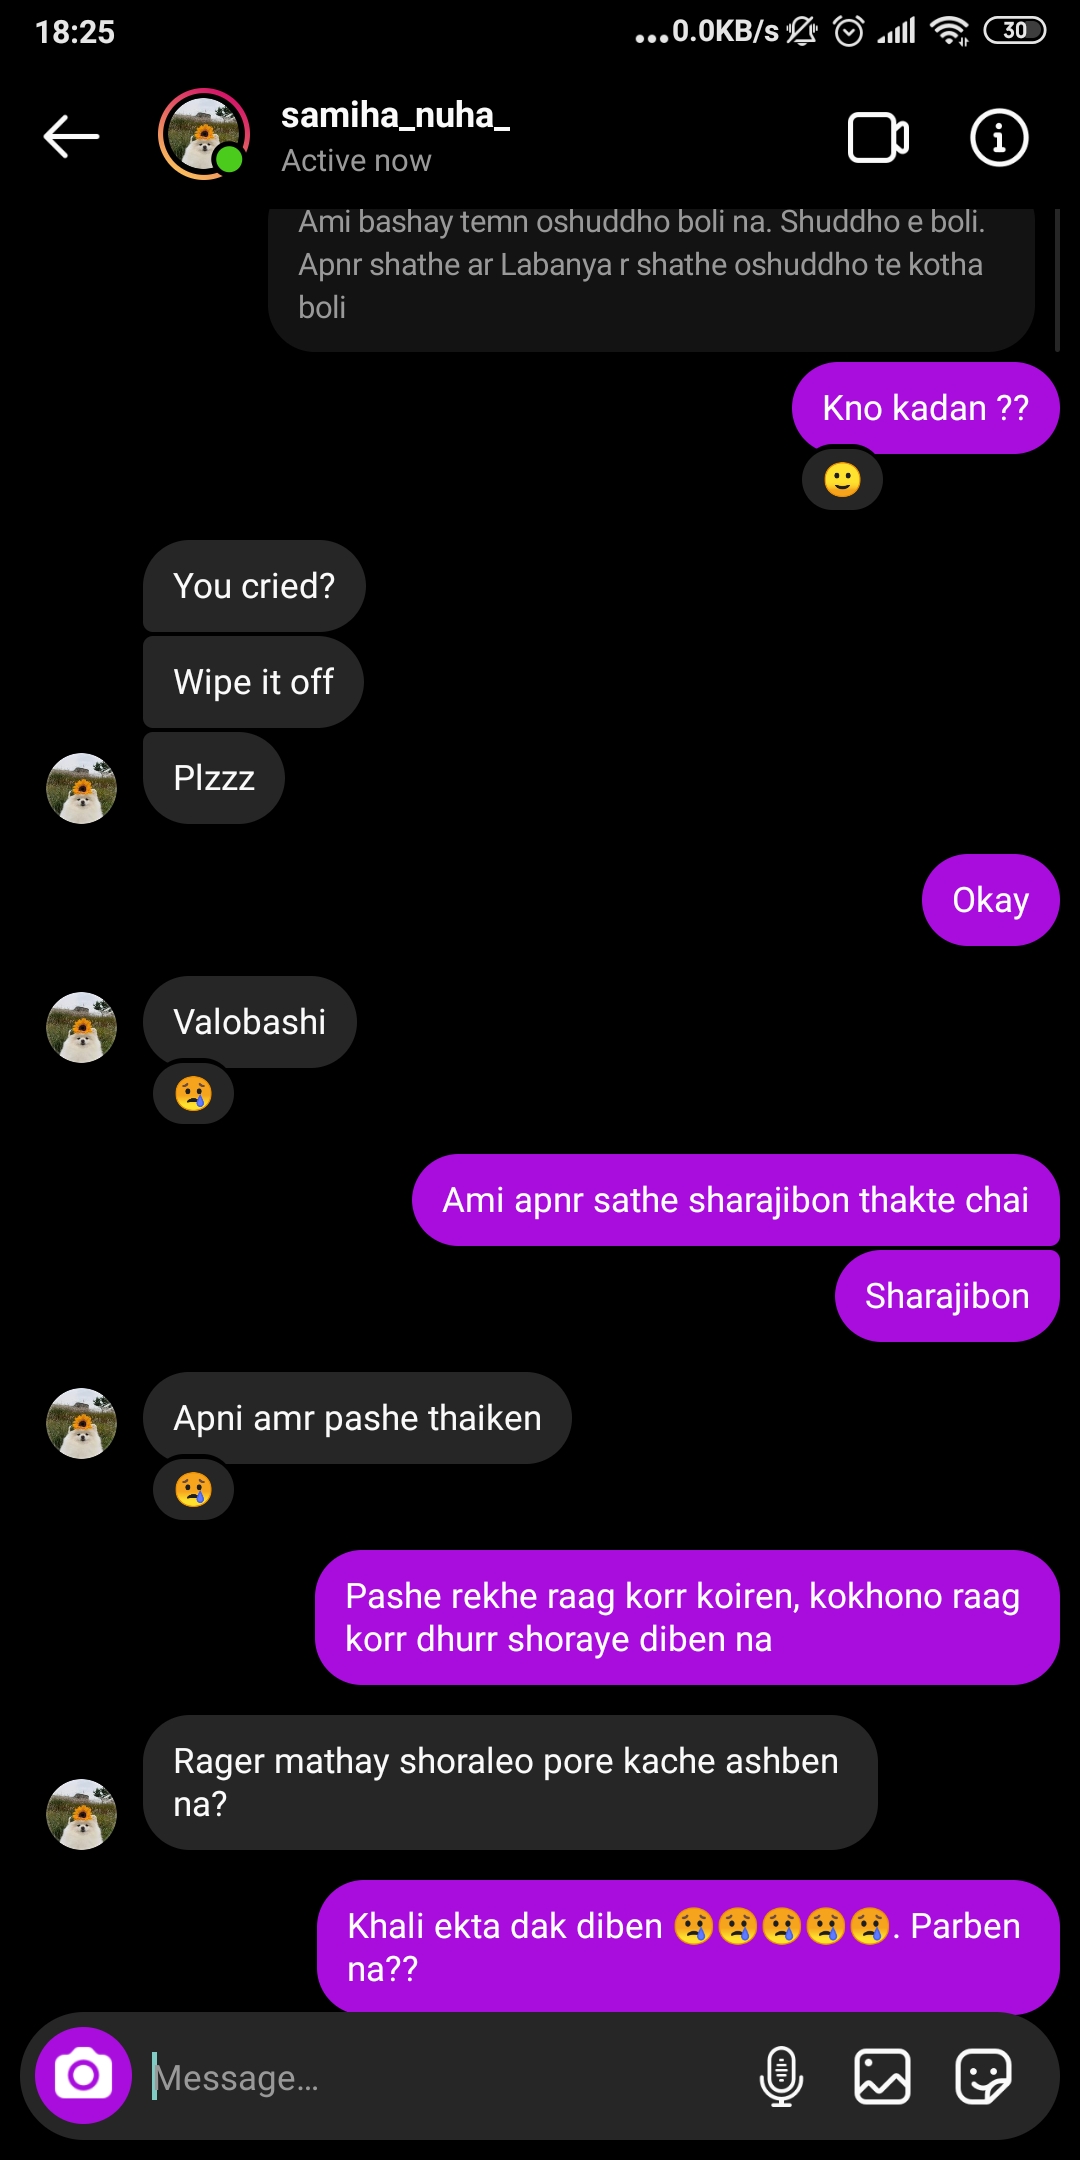 18:25
...0.0KB/s
30
samiha_nuha_
Active now
Ami bashay temn oshuddho boli na. Shuddho e boli.
Apnr shathe ar Labanya r shathe oshuddho te kotha
boli
Kno kadan ??
🙂
You cried?
Wipe it off
Plzzz
Okay
Valobashi
😢
Ami apnr sathe sharajibon thakte chai
Sharajibon
Apni amr pashe thaiken
😢
Pashe rekhe raag korr koiren, kokhono raag
korr dhurr shoraye diben na
Rager mathay shoraleo pore kache ashben
na?
Khali ekta dak diben 😢😢😢😢😢. Parben
na??
Message...